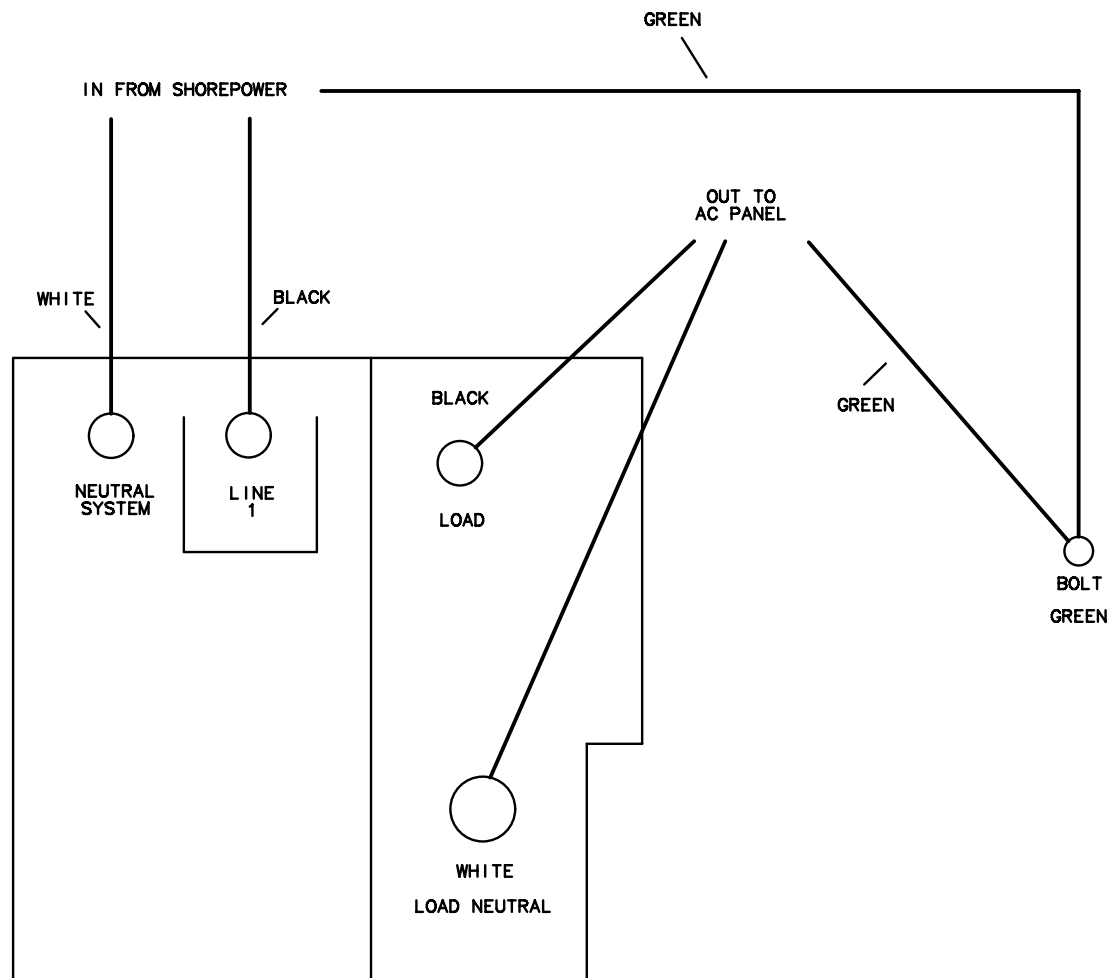 GREEN
IN FROM SHOREPOWER
OUT TO
AC PANEL
WHITE
BLACK
BLACK
GREEN
NEUTRAL
SYSTEM
LINE
1
LOAD
BOLT
GREEN
WHITE
LOAD NEUTRAL